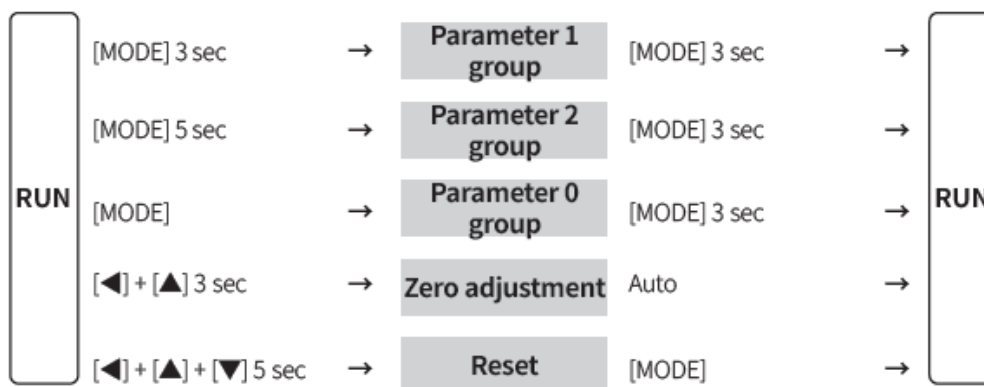 RUN
[MODE] 3 sec → Parameter 1 group [MODE] 3 sec →
[MODE] 5 sec → Parameter 2 group [MODE] 3 sec →
[MODE] → Parameter 0 group [MODE] 3 sec →
[◀] + [▲] 3 sec → Zero adjustment Auto →
[◀] + [▲] + [▼] 5 sec → Reset [MODE] →
RUN